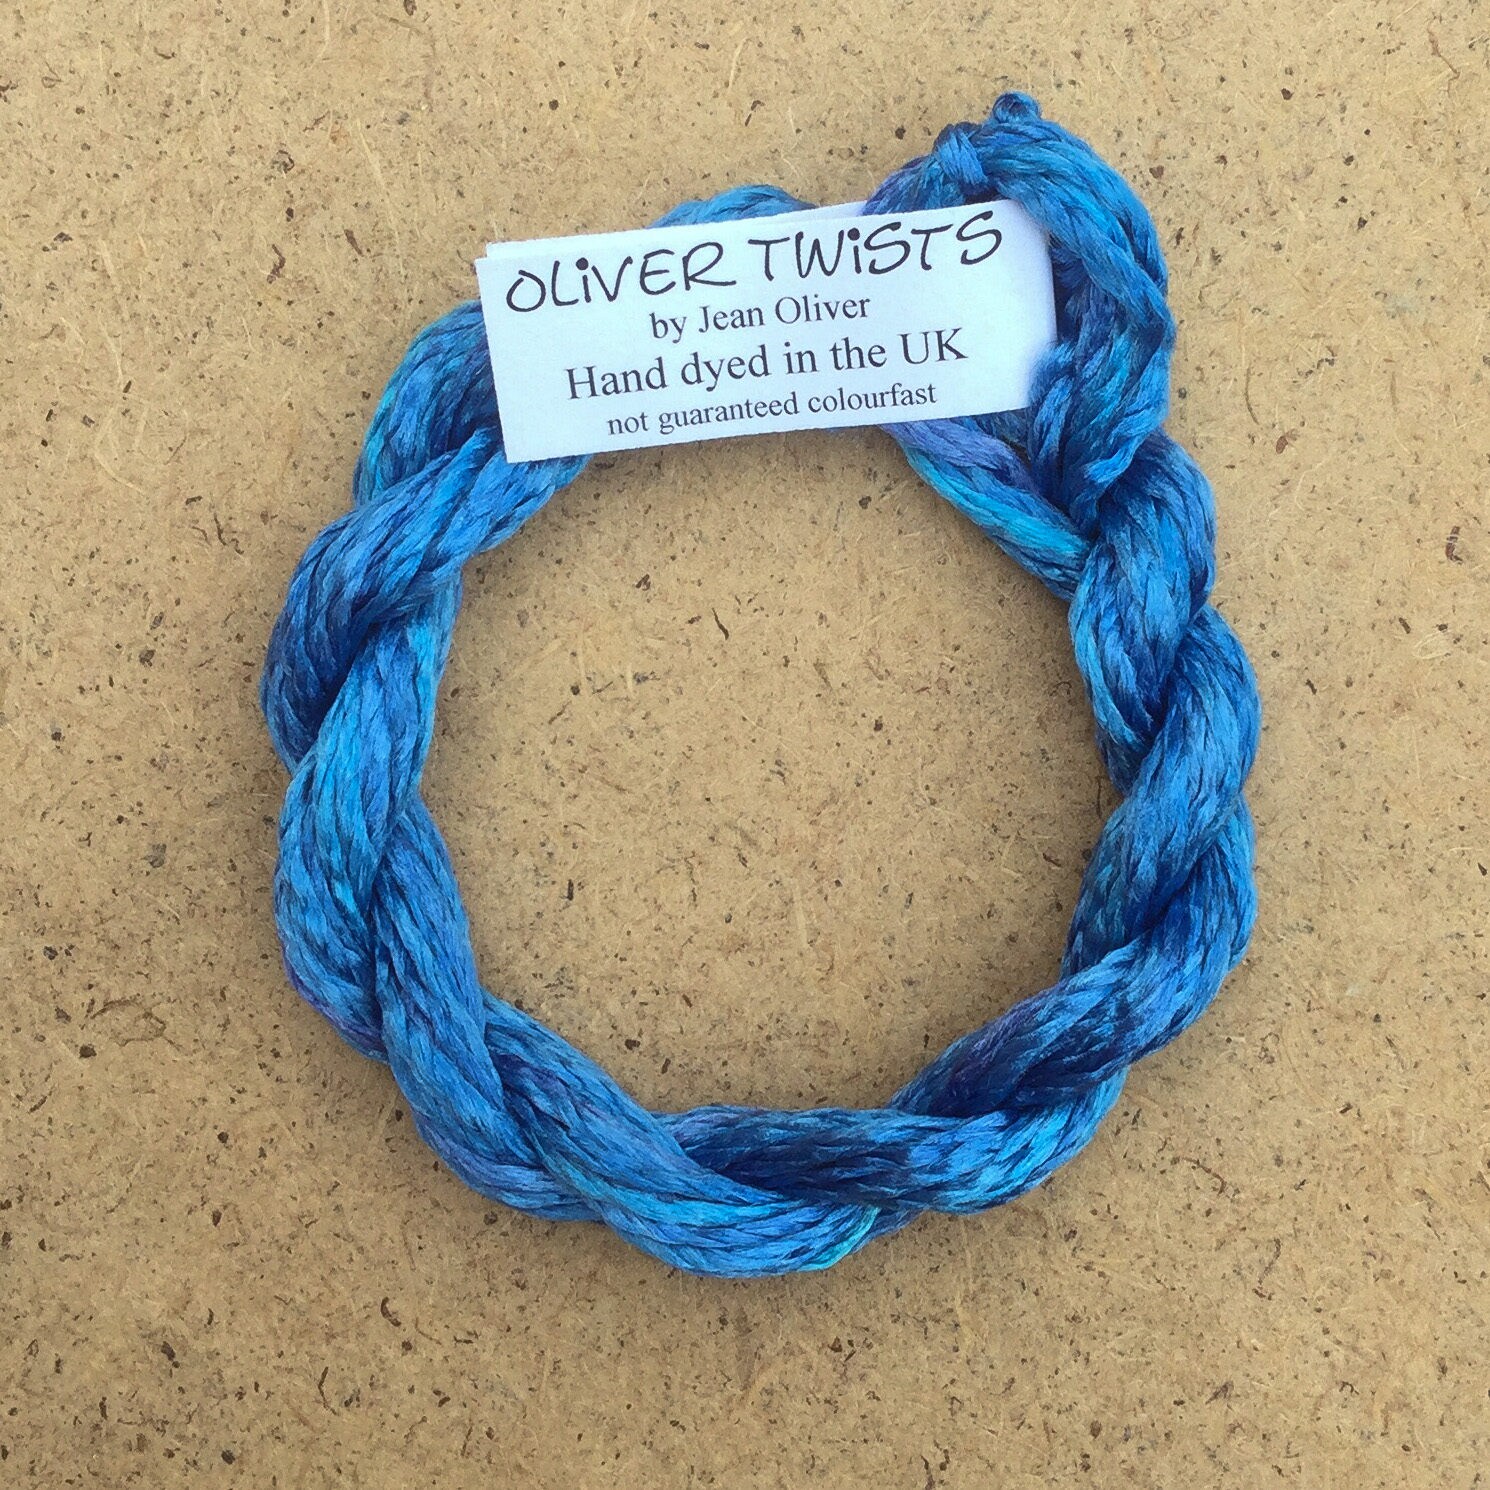 OLiVER TWiSTS
by Jean Oliver
Hand dyed in the UK
not guaranteed colourfast